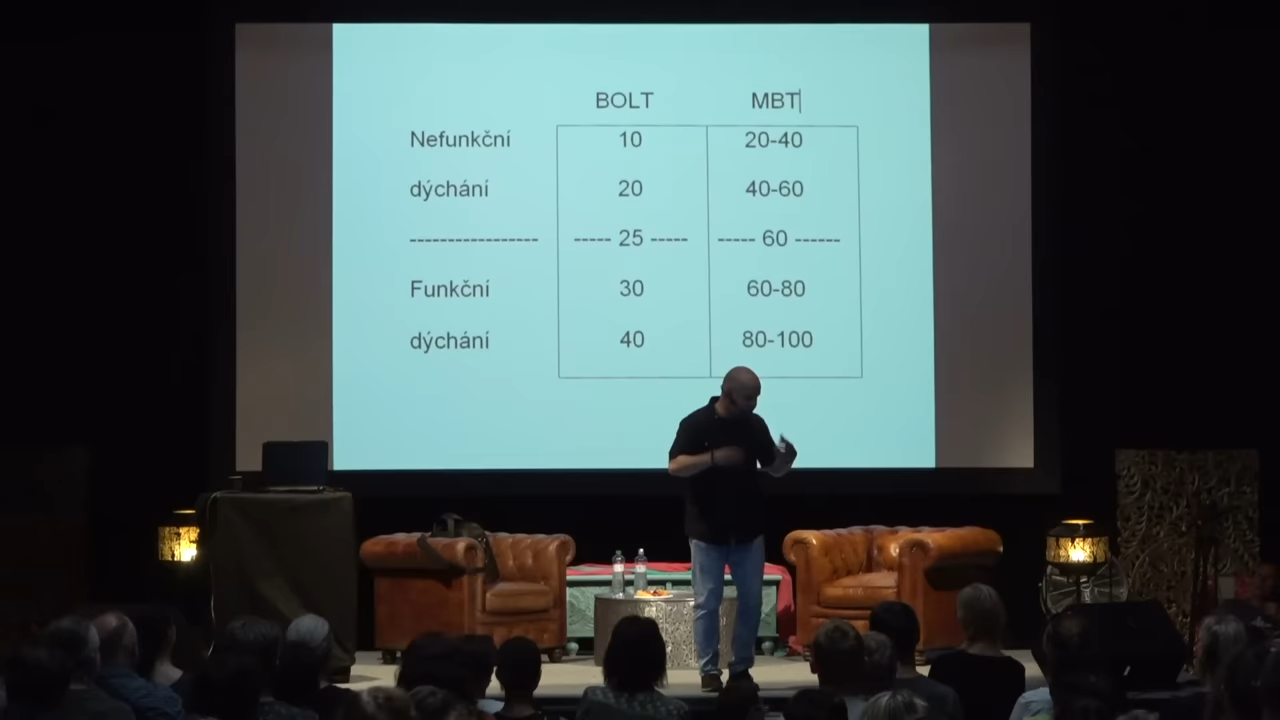 BOLT MBT
Nefunkční 10 20-40
dýchání 20 40-60
----------------- ----- 25 ----- ----- 60 ------
Funkční 30 60-80
dýchání 40 80-100